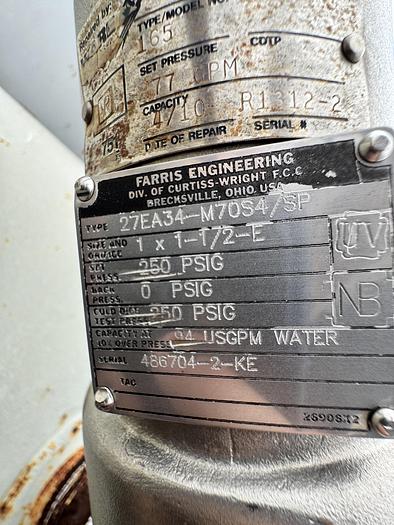 TYPE/MODEL NO.
165
SET PRESSURE CDTP
77 GPM
CAPACITY
4/10 R1312-2
DATE OF REPAIR SERIAL #
FARRIS ENGINEERING
DIV. OF CURTISS-WRIGHT F.C.C
BRECKSVILLE, OHIO, USA
TYPE 27EA34-M70S4/SP
SIZE AND ORIFICE 1 x 1-1/2-E
SET PRESS. 250 PSIG
BACK PRESS. 0 PSIG
COLD DIFF. TEST PRESS. 250 PSIG
CAPACITY AT 10% OVER PRESS. 94 USGPM WATER
SERIAL 486704-2-KE
TAG
UV
NB